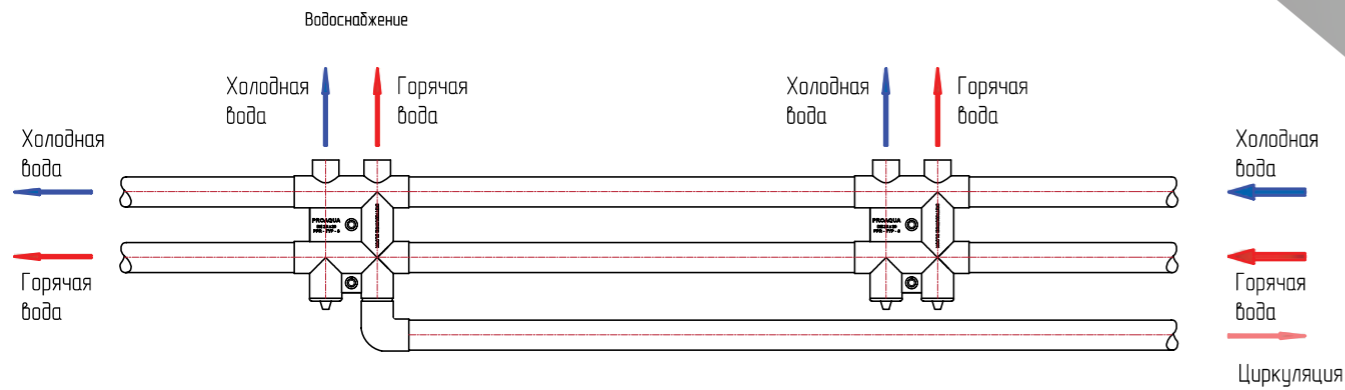 Водоснабжение
Холодная
вода
Горячая
вода
Холодная
вода
Горячая
вода
Холодная
вода
Холодная
вода
PROAQUA
PROAQUA
Горячая
вода
Горячая
вода
Циркуляция